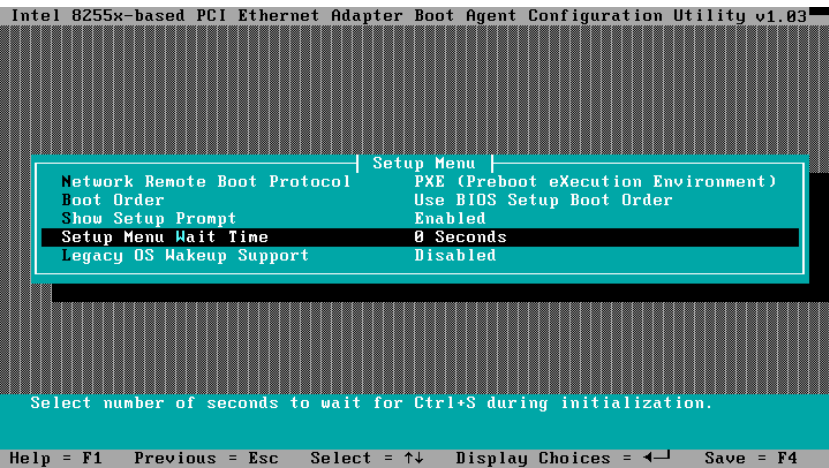 Intel 8255x-based PCI Ethernet Adapter Boot Agent Configuration Utility v1.03
Setup Menu
Network Remote Boot Protocol PXE (Preboot eXecution Environment)
Boot Order Use BIOS Setup Boot Order
Show Setup Prompt Enabled
Setup Menu Wait Time 0 Seconds
Legacy OS Wakeup Support Disabled
Select number of seconds to wait for Ctrl+S during initialization.
Help = F1 Previous = Esc Select = ↑↓ Display Choices = ◄─┘ Save = F4